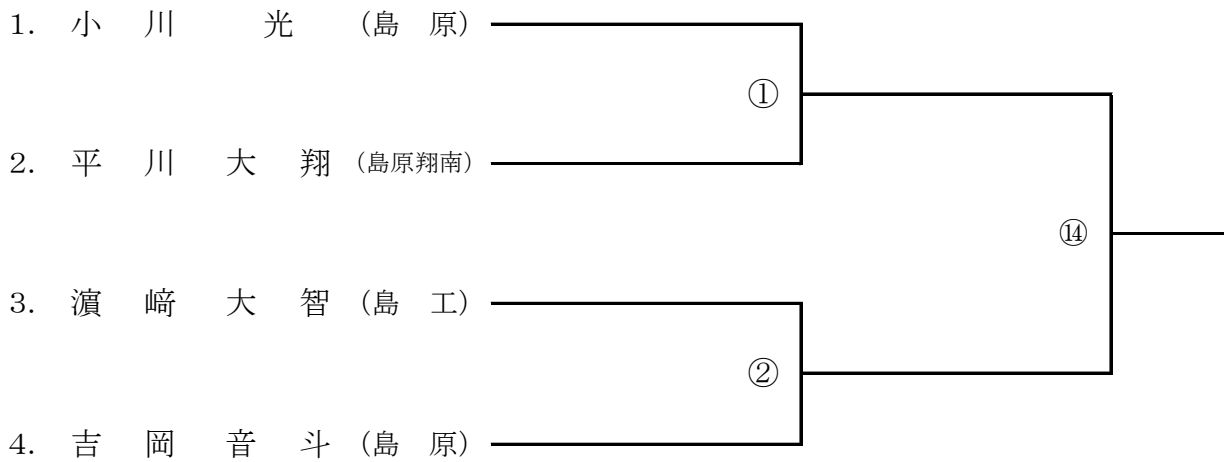 1. 小川 光 (島 原)
①
2. 平川大翔 (島原翔南)
⑭
3. 濵﨑大智 (島 工)
②
4. 吉岡音斗 (島 原)